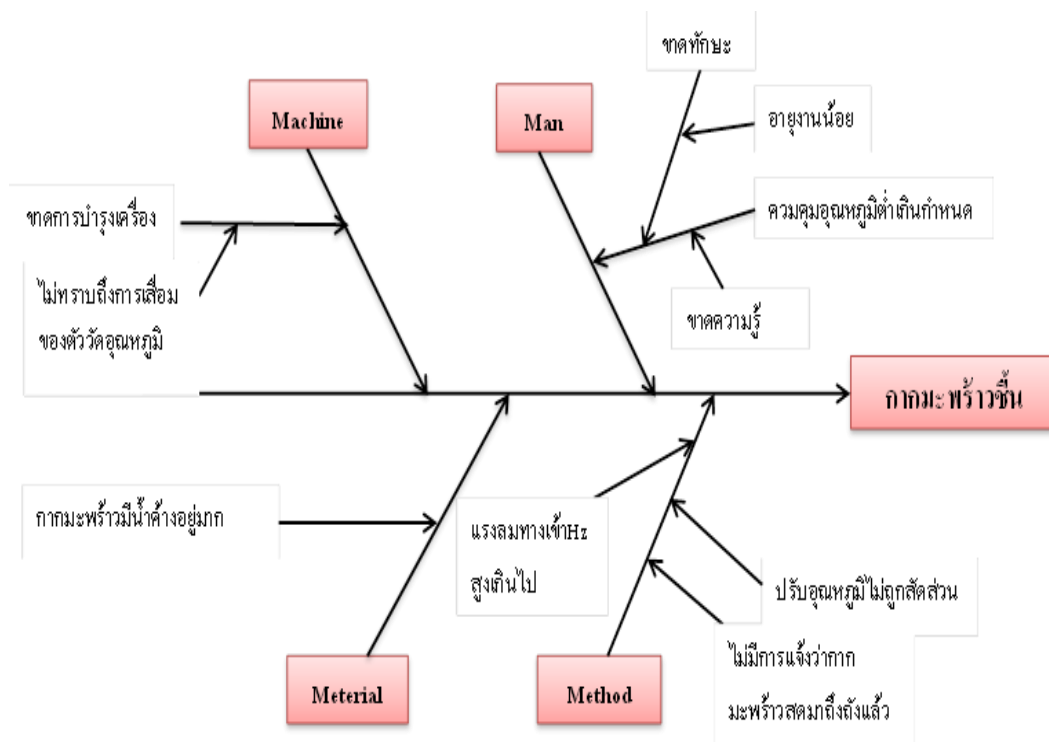 ขาดทักษะ
Machine
Man
อายุงานน้อย
ขาดการบำรุงเครื่อง
ควมคุมอุณหภูมิต่ำเกินกำหนด
ไม่ทราบถึงการเสื่อม
ของตัววัดอุณหภูมิ
ขาดความรู้
กากมะพร้าวชื้น
กากมะพร้าวมีน้ำค้างอยู่มาก
แรงลมทางเข้าHz
สูงเกินไป
ปรับอุณหภูมิไม่ถูกสัดส่วน
ไม่มีการแจ้งว่ากาก
มะพร้าวสดมาถึงถังแล้ว
Meterial
Method